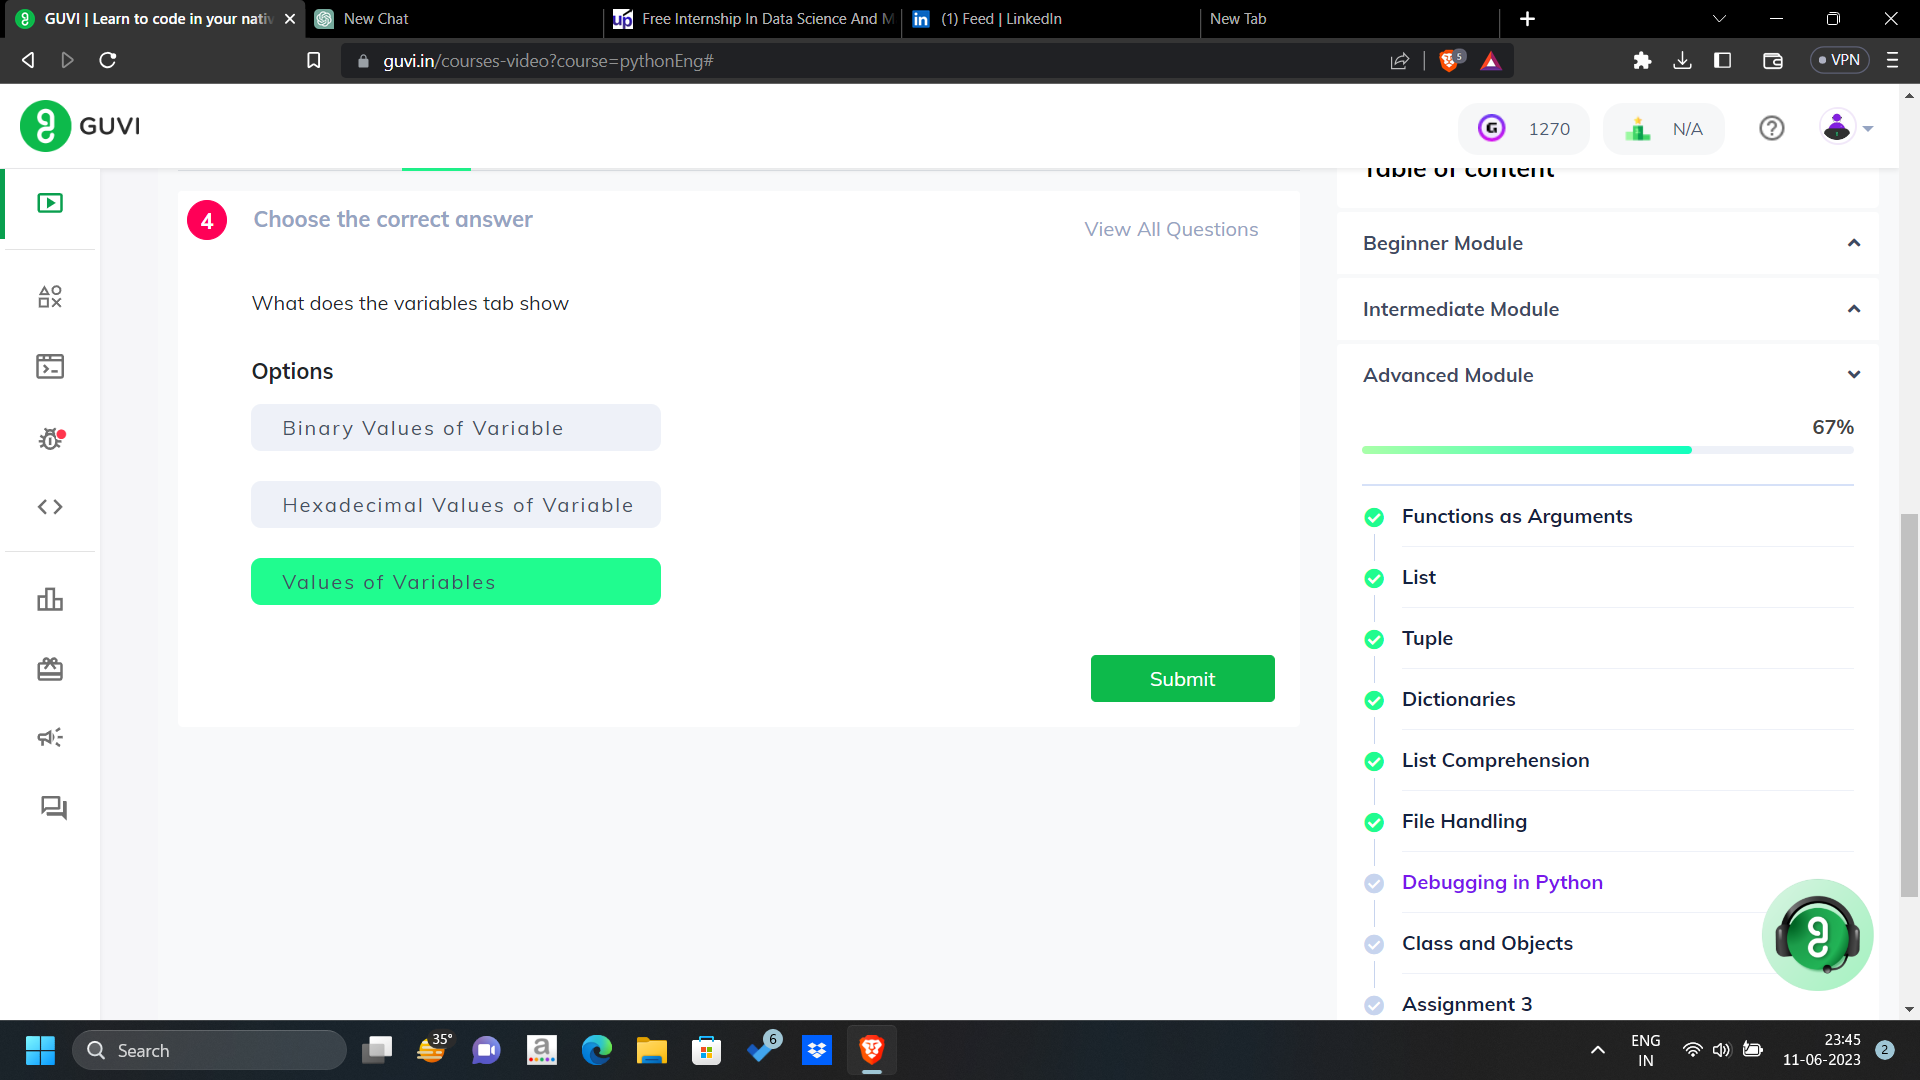 GUVI | Learn to code in your nativ
New Chat
Free Internship In Data Science And M
(1) Feed | LinkedIn
New Tab
guvi.in/courses-video?course=pythonEng#
5
VPN
GUVI
G
1270
N/A
Table of content
4
Choose the correct answer
View All Questions
What does the variables tab show
Options
Binary Values of Variable
Hexadecimal Values of Variable
Values of Variables
Submit
Beginner Module
Intermediate Module
Advanced Module
67%
Functions as Arguments
List
Tuple
Dictionaries
List Comprehension
File Handling
Debugging in Python
Class and Objects
Assignment 3
Search
35°
a
6
ENG
IN
23:45
11-06-2023
2